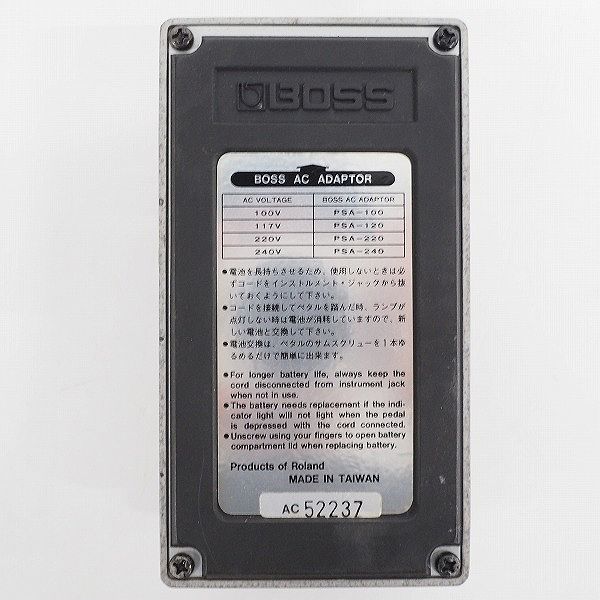 BOSS
BOSS AC ADAPTOR
AC VOLTAGE BOSS AC ADAPTOR
100V PSA-100
117V PSA-120
220V PSA-220
240V PSA-240
●電池を長持ちさせるため、使用しないときは必
ずコードをインストルメント・ジャックから抜
いておくようにして下さい。
●コードを接続してペタルを踏んだ時、ランプが
点灯しない時は電池が消耗していますので、新
しい電池と交換して下さい。
●電池交換は、ペタルのサムスクリューを1本ゆ
るめるだけで簡単に出来ます。
●For longer battery life, always keep the
cord disconnected from instrument jack
when not in use.
●The battery needs replacement if the indi-
cator light will not light when the pedal
is depressed with the cord connected.
●Unscrew using your fingers to open battery
compartment lid when replacing battery.
Products of Roland
MADE IN TAIWAN
AC 52237